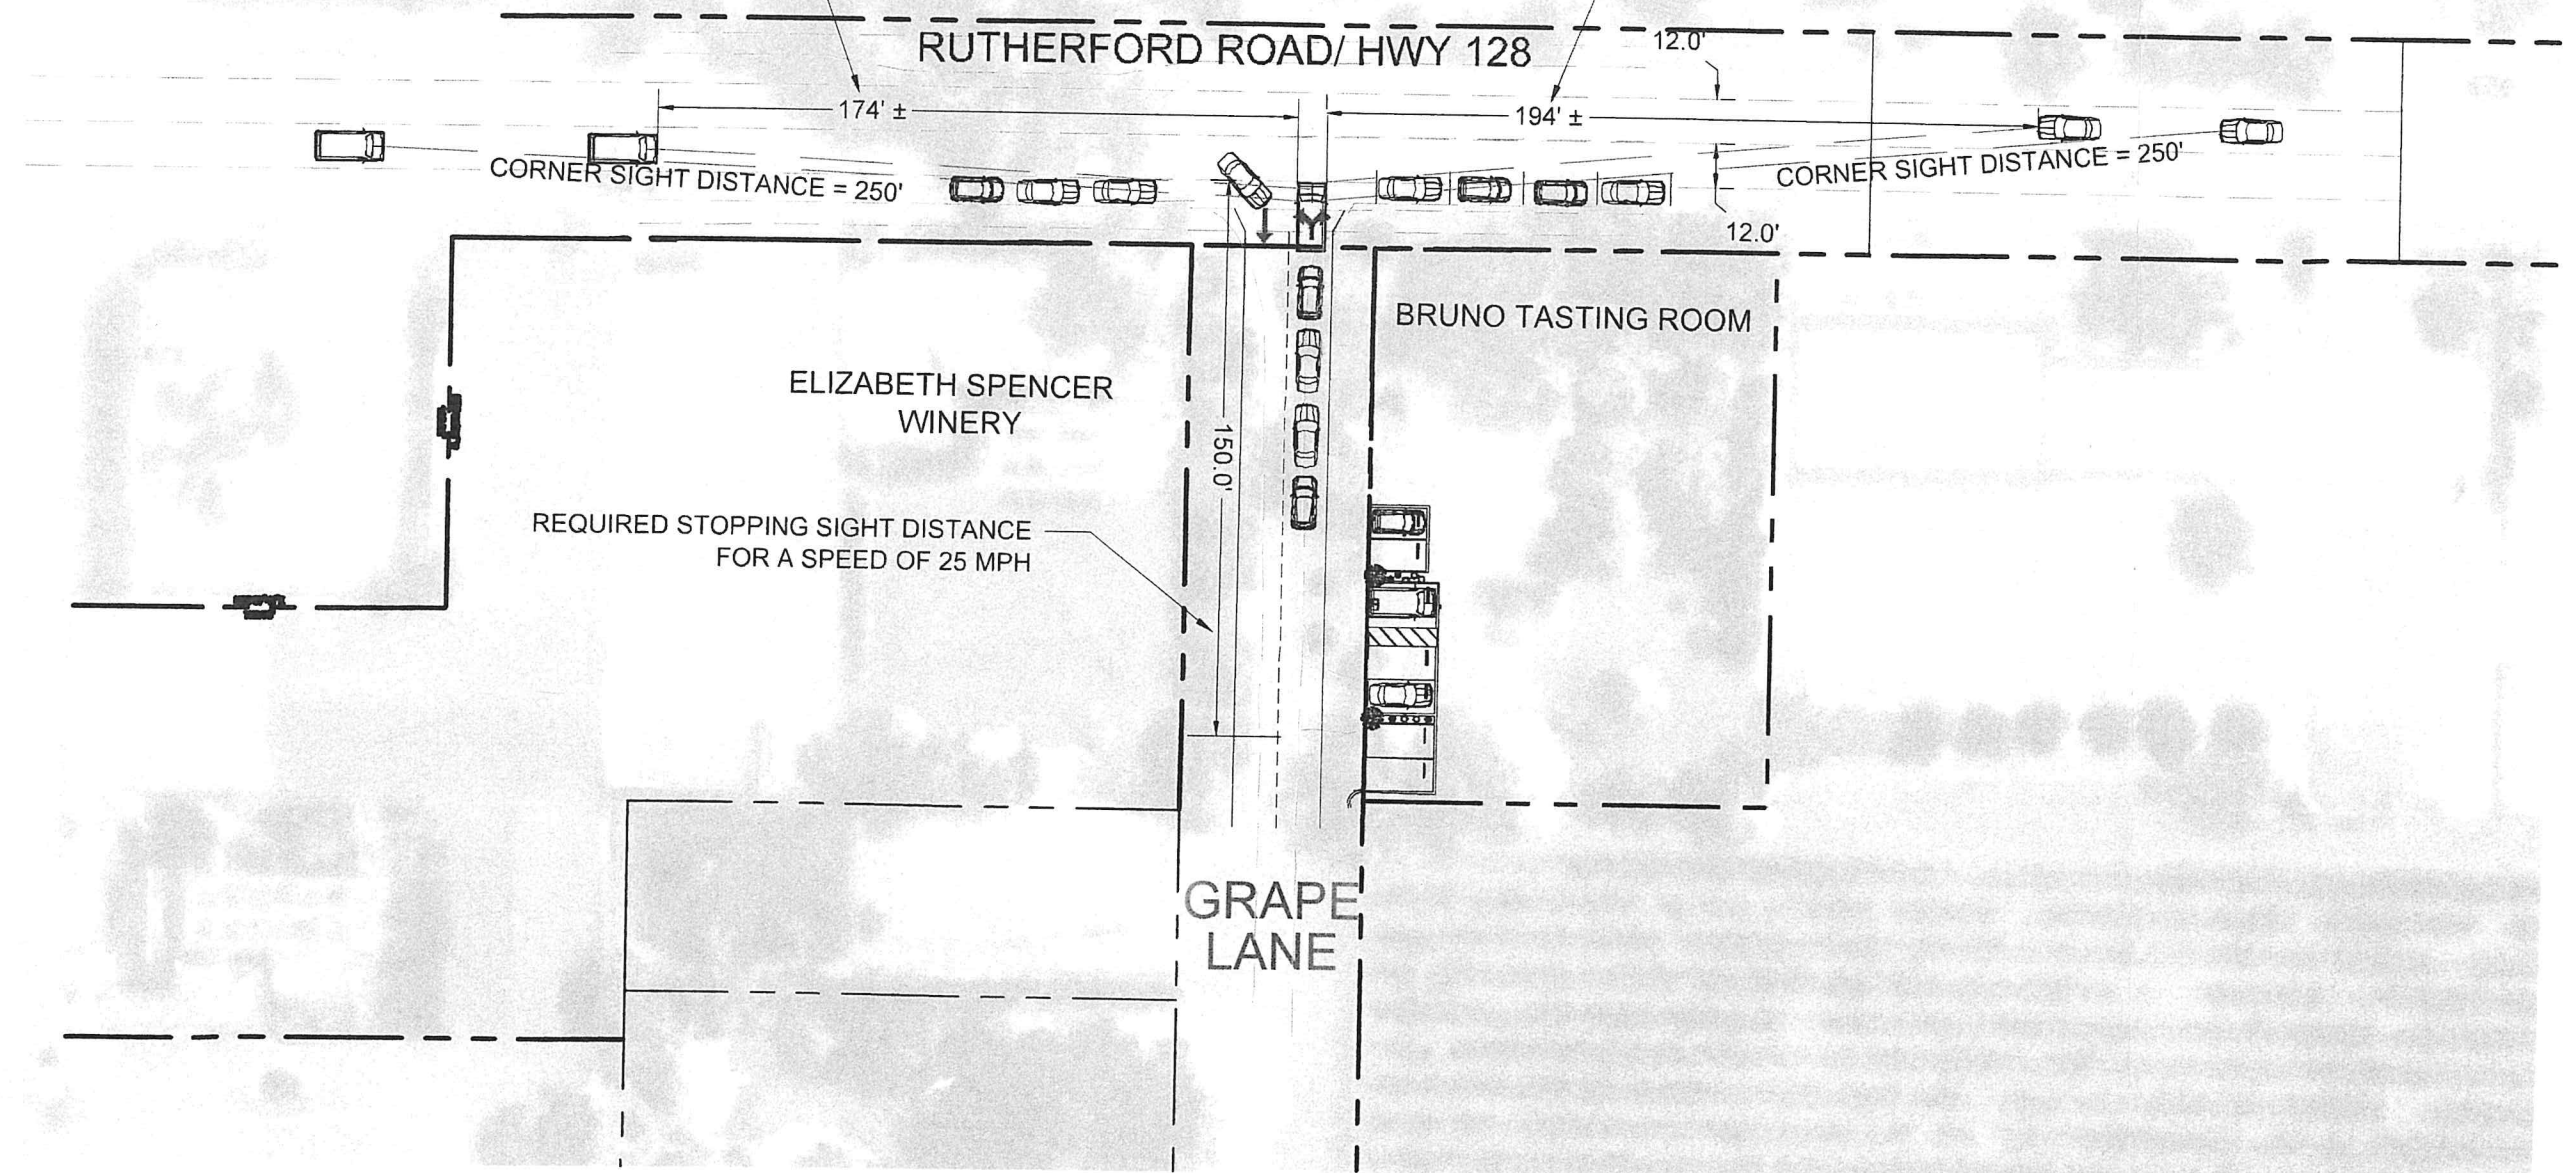 RUTHERFORD ROAD/ HWY 128
12.0'
174' ±
194' ±
CORNER SIGHT DISTANCE = 250'
CORNER SIGHT DISTANCE = 250'
12.0'
BRUNO TASTING ROOM
ELIZABETH SPENCER
WINERY
150.0'
REQUIRED STOPPING SIGHT DISTANCE
FOR A SPEED OF 25 MPH
GRAPE
LANE